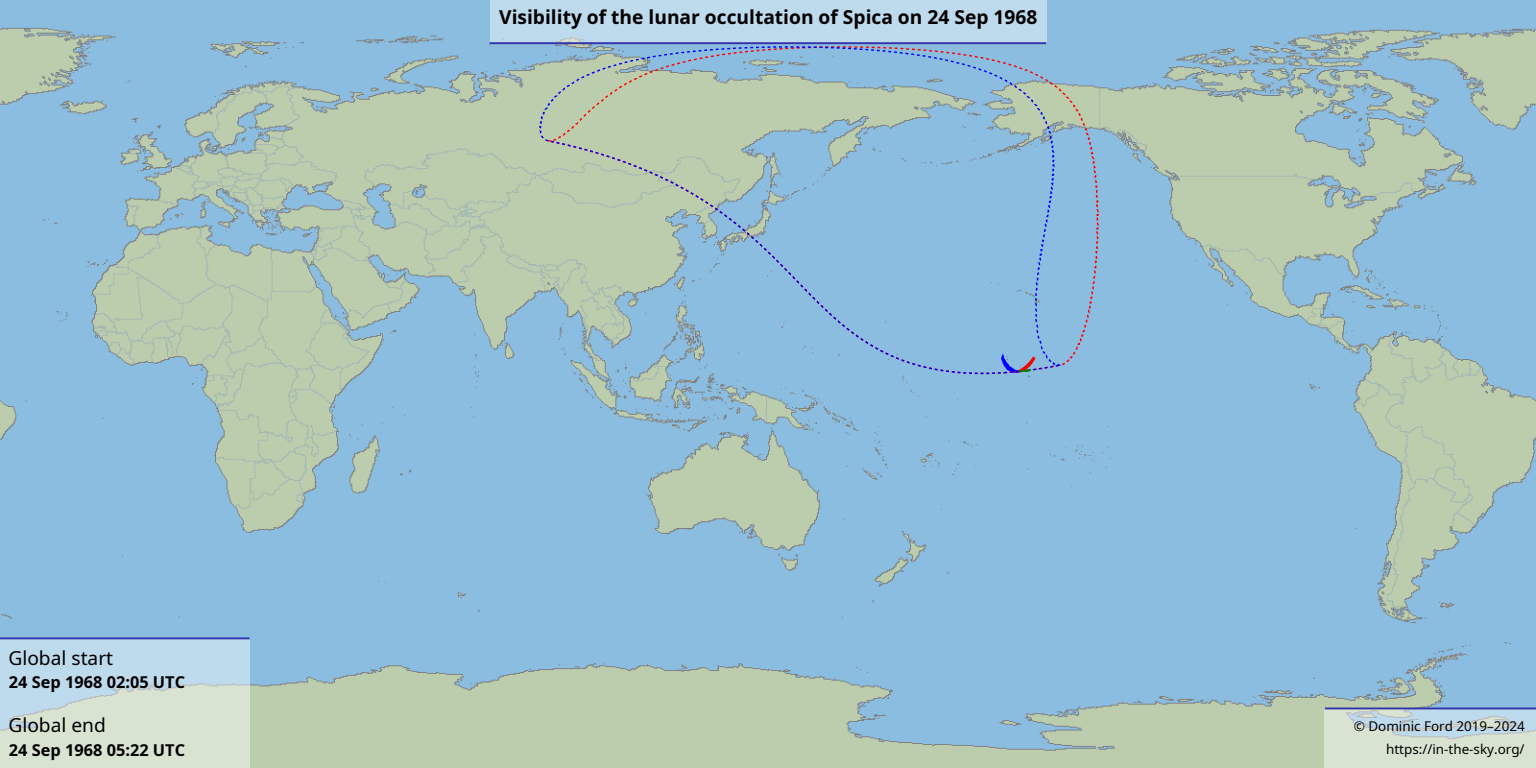 Visibility of the lunar occultation of Spica on 24 Sep 1968
Global start
24 Sep 1968 02:05 UTC
Global end
24 Sep 1968 05:22 UTC
© Dominic Ford 2019–2024
https://in-the-sky.org/